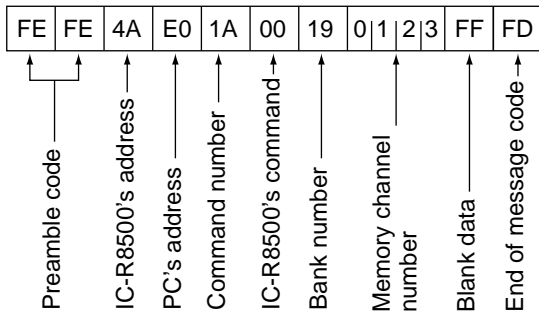 FE FE 4A E0 1A 00 19 0 1 2 3 FF FD
Preamble code
IC-R8500's address
PC's address
Command number
IC-R8500's command
Bank number
Memory channel
number
Blank data
End of message code